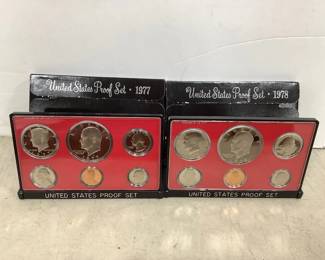 United States Proof Set • 1977
United States Proof Set • 1978
UNITED STATES PROOF SET
UNITED STATES PROOF SET